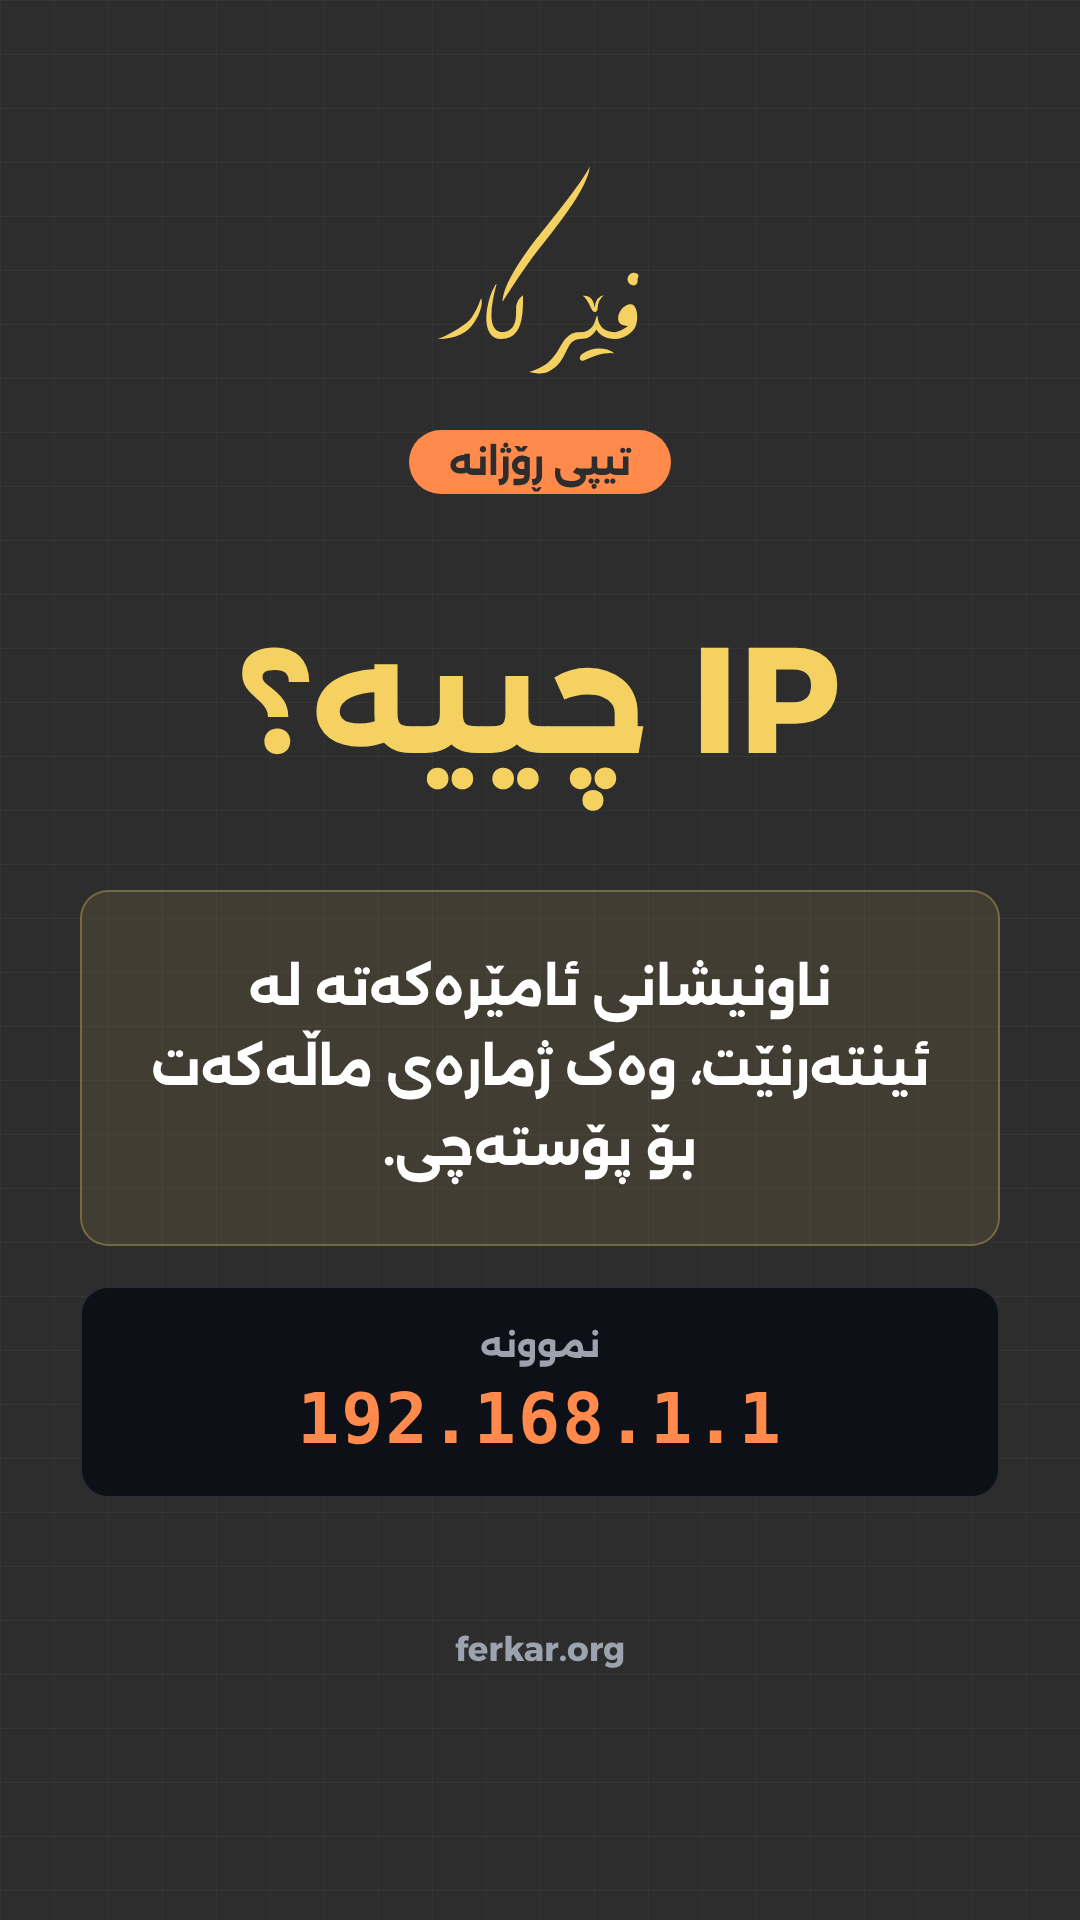 فێرکار
تیپی ڕۆژانە
IP چییە؟
ناونیشانی ئامێرەکەتە لە
ئینتەرنێت، وەک ژمارەی ماڵەکەت
بۆ پۆستەچی.
نموونە
192.168.1.1
ferkar.org